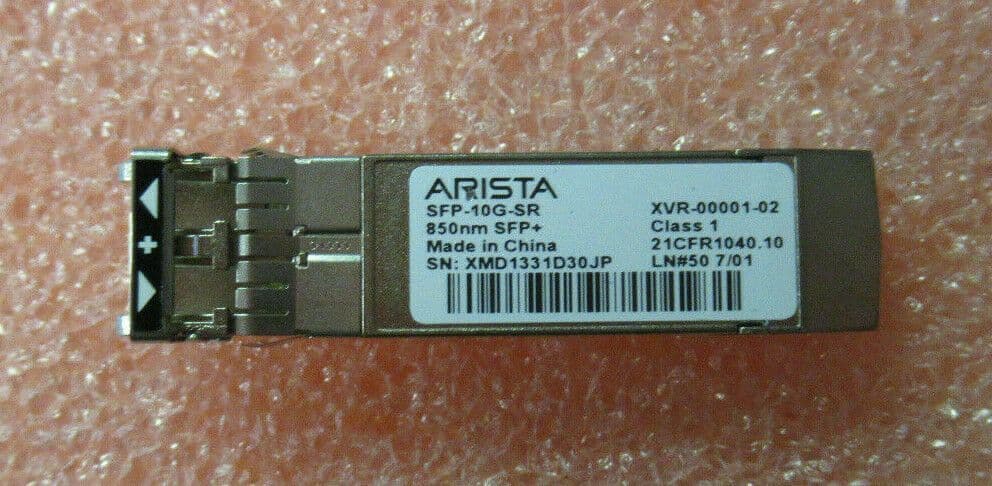 ARISTA
SFP-10G-SR XVR-00001-02
850nm SFP+ Class 1
Made in China 21CFR1040.10
SN: XMD1331D30JP LN#50 7/01